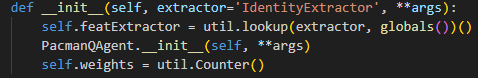 def __init__(self, extractor='IdentityExtractor', **args):
    self.featExtractor = util.lookup(extractor, globals())()
    PacmanQAgent.__init__(self, **args)
    self.weights = util.Counter()